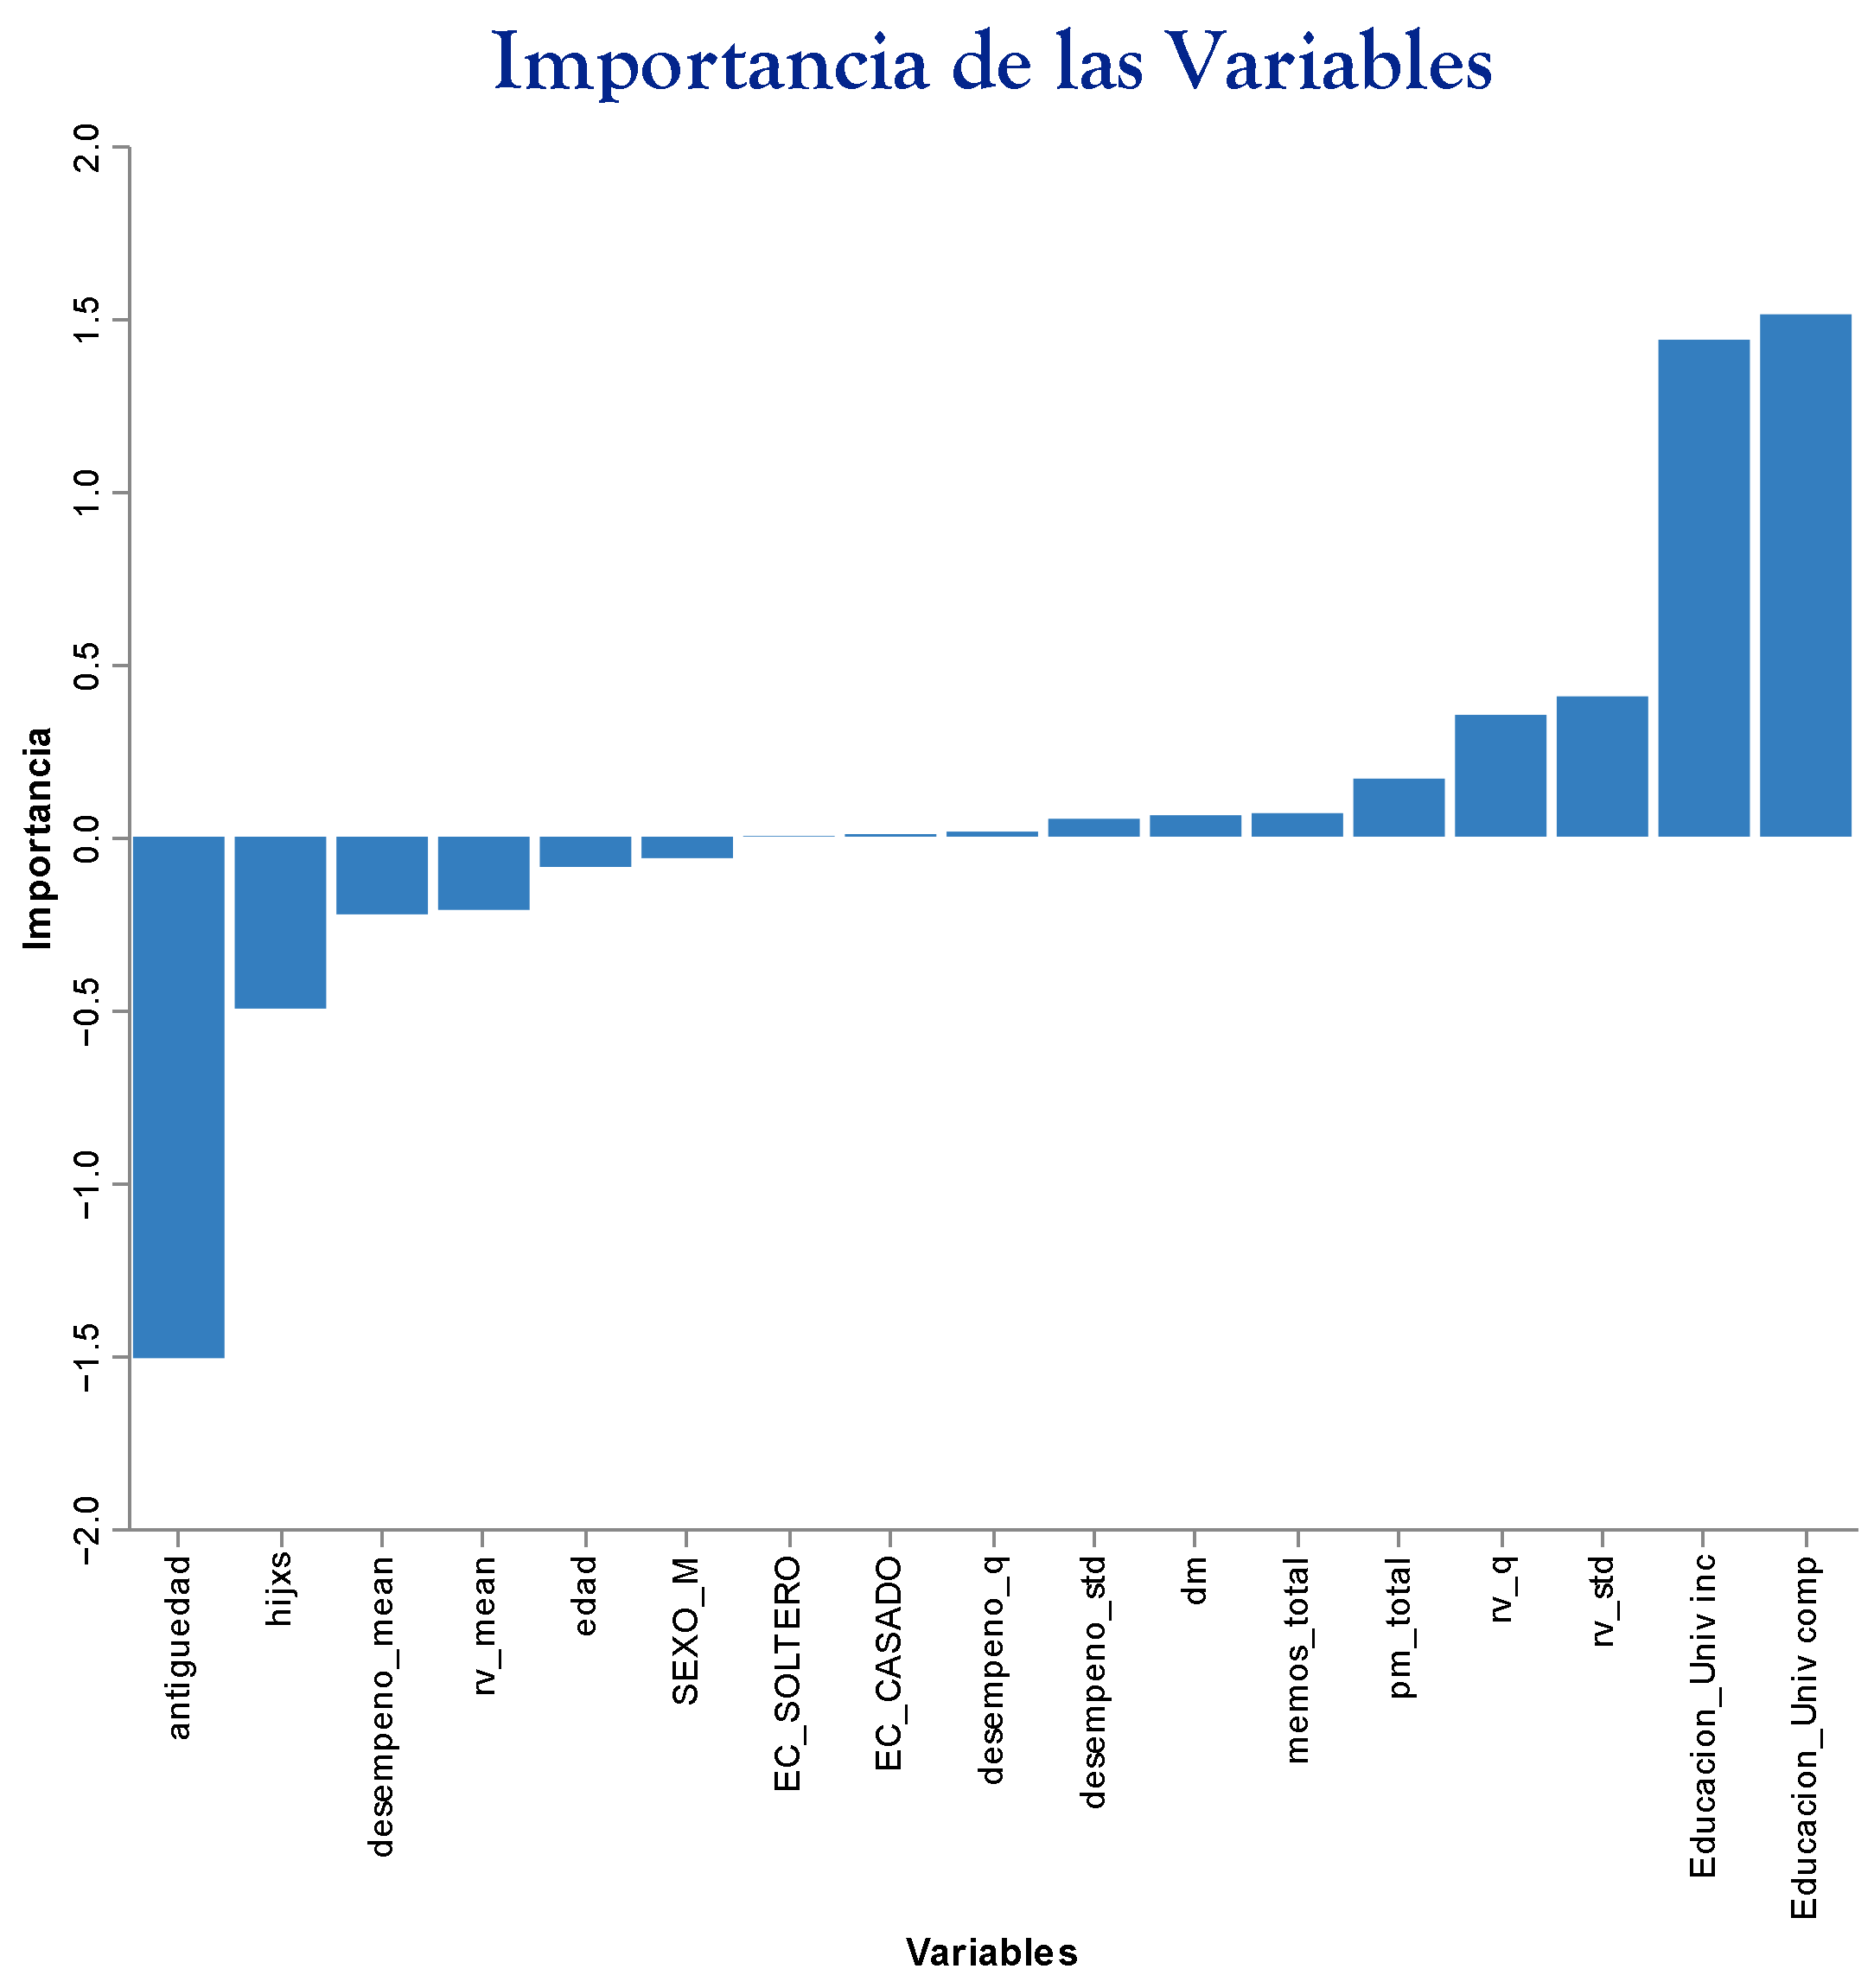 Importancia de las Variables
Importancia
2.0
1.5
1.0
0.5
0.0
−0.5
−1.0
−1.5
−2.0
antiguedad
hijxs
desempeno_mean
rv_mean
edad
SEXO_M
EC_SOLTERO
EC_CASADO
desempeno_q
desempeno_std
dm
memos_total
pm_total
rv_q
rv_std
Educacion_Univ inc
Educacion_Univ comp
Variables